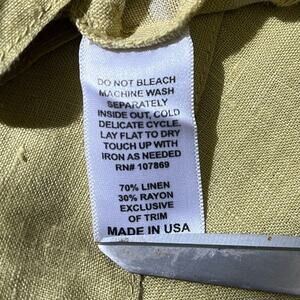 DO NOT BLEACH
MACHINE WASH
SEPARATELY
INSIDE OUT, COLD
DELICATE CYCLE.
LAY FLAT TO DRY
TOUCH UP WITH
IRON AS NEEDED
RN# 107869
70% LINEN
30% RAYON
EXCLUSIVE
OF TRIM
MADE IN USA